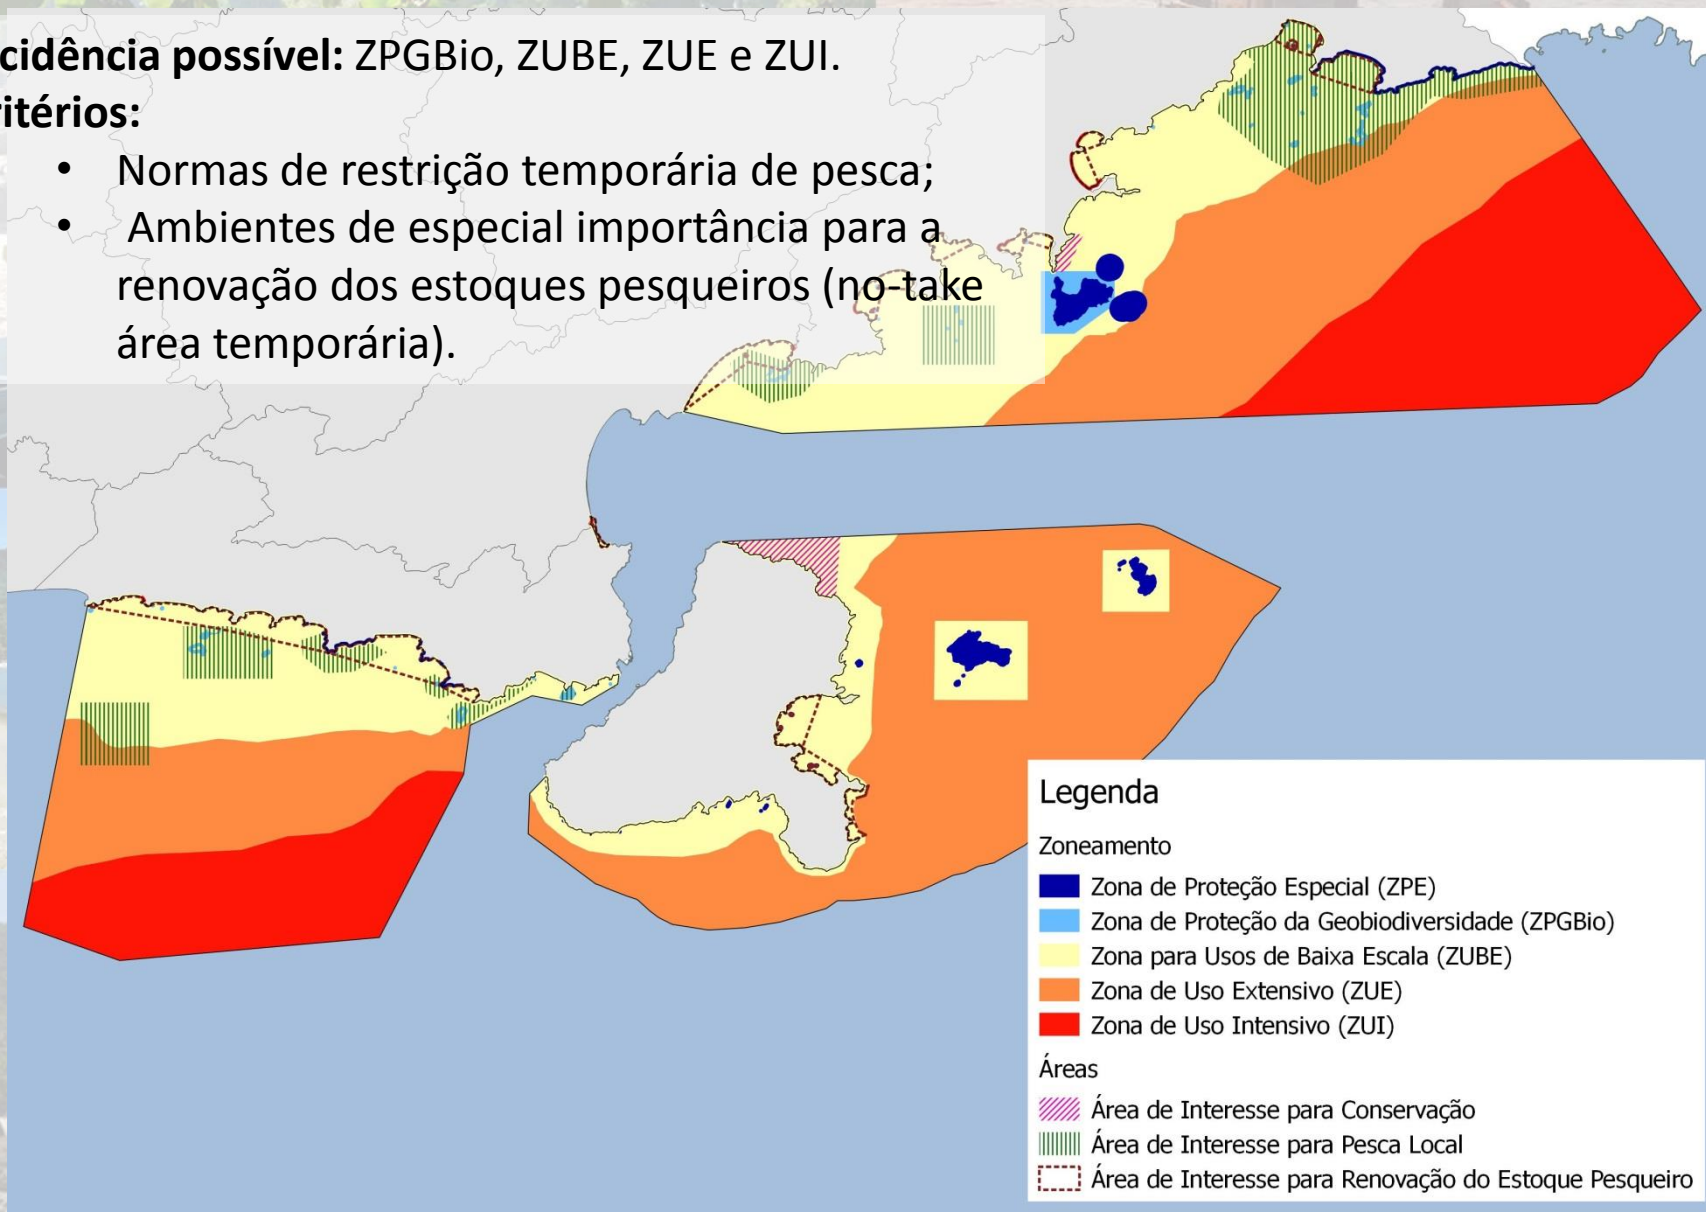 cidência possível: ZPGBio, ZUBE, ZUE e ZUI.
itérios:
• Normas de restrição temporária de pesca;
• Ambientes de especial importância para a
renovação dos estoques pesqueiros (no-take
área temporária).
Legenda
Zoneamento
Zona de Proteção Especial (ZPE)
Zona de Proteção da Geobiodiversidade (ZPGBio)
Zona para Usos de Baixa Escala (ZUBE)
Zona de Uso Extensivo (ZUE)
Zona de Uso Intensivo (ZUI)
Áreas
Área de Interesse para Conservação
Área de Interesse para Pesca Local
Área de Interesse para Renovação do Estoque Pesqueiro